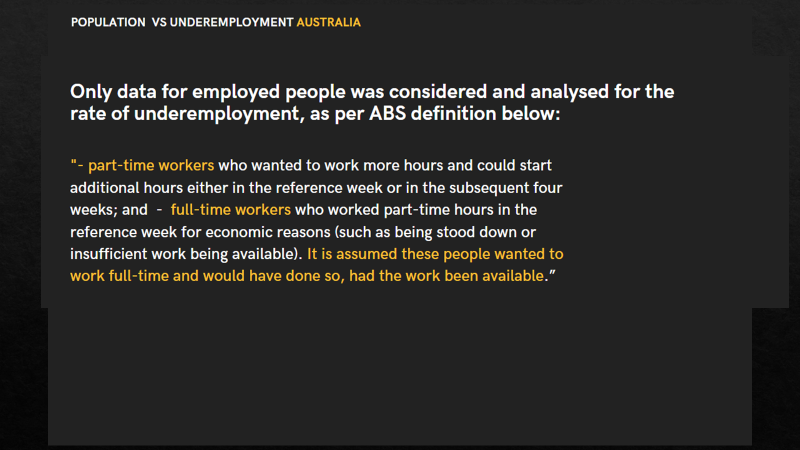 POPULATION VS UNDEREMPLOYMENT AUSTRALIA
Only data for employed people was considered and analysed for the
rate of underemployment, as per ABS definition below:
"- part-time workers who wanted to work more hours and could start
additional hours either in the reference week or in the subsequent four
weeks; and - full-time workers who worked part-time hours in the
reference week for economic reasons (such as being stood down or
insufficient work being available). It is assumed these people wanted to
work full-time and would have done so, had the work been available.”